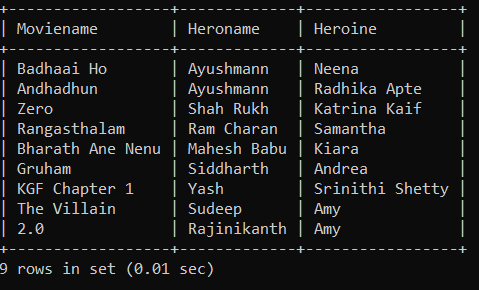 +------------------+-------------+----------------+
| Moviename        | Heroname    | Heroine        |
+------------------+-------------+----------------+
| Badhaai Ho       | Ayushmann   | Neena          |
| Andhadhun        | Ayushmann   | Radhika Apte   |
| Zero             | Shah Rukh   | Katrina Kaif   |
| Rangasthalam     | Ram Charan  | Samantha       |
| Bharath Ane Nenu | Mahesh Babu | Kiara          |
| Gruham           | Siddharth   | Andrea         |
| KGF Chapter 1    | Yash        | Srinithi Shetty |
| The Villain      | Sudeep      | Amy            |
| 2.0              | Rajinikanth | Amy            |
+------------------+-------------+----------------+
9 rows in set (0.01 sec)